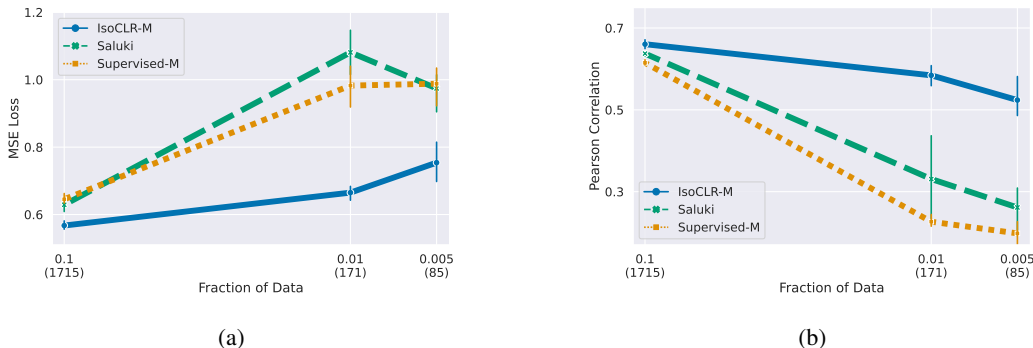 1.2
1.0
0.8
0.6
MSE Loss
IsoCLR-M
Saluki
Supervised-M
0.1
(1715)
0.01
(171)
0.005
(85)
Fraction of Data
(a)
0.7
0.5
0.3
Pearson Correlation
IsoCLR-M
Saluki
Supervised-M
0.1
(1715)
0.01
(171)
0.005
(85)
Fraction of Data
(b)